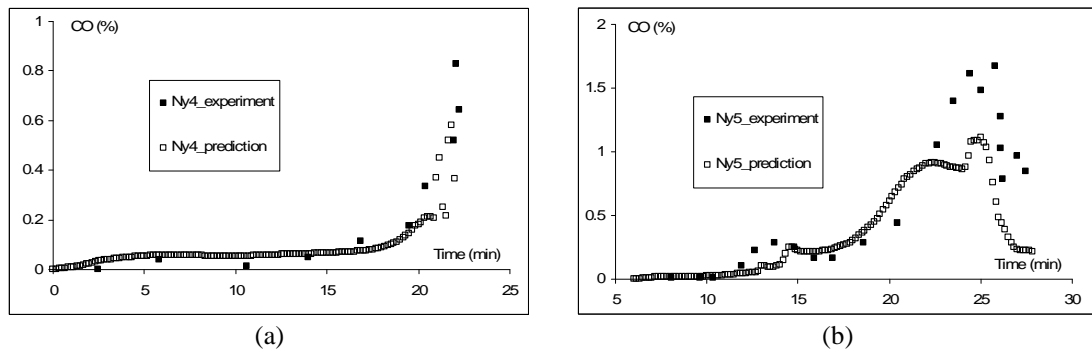 CO (%)
1
0.8
0.6
0.4
0.2
0
Ny4_experiment
Ny4_prediction
Time (min)
0 5 10 15 20 25
(a)
CO (%)
2
1.5
1
0.5
0
Ny5_experiment
Ny5_prediction
Time (min)
5 10 15 20 25 30
(b)